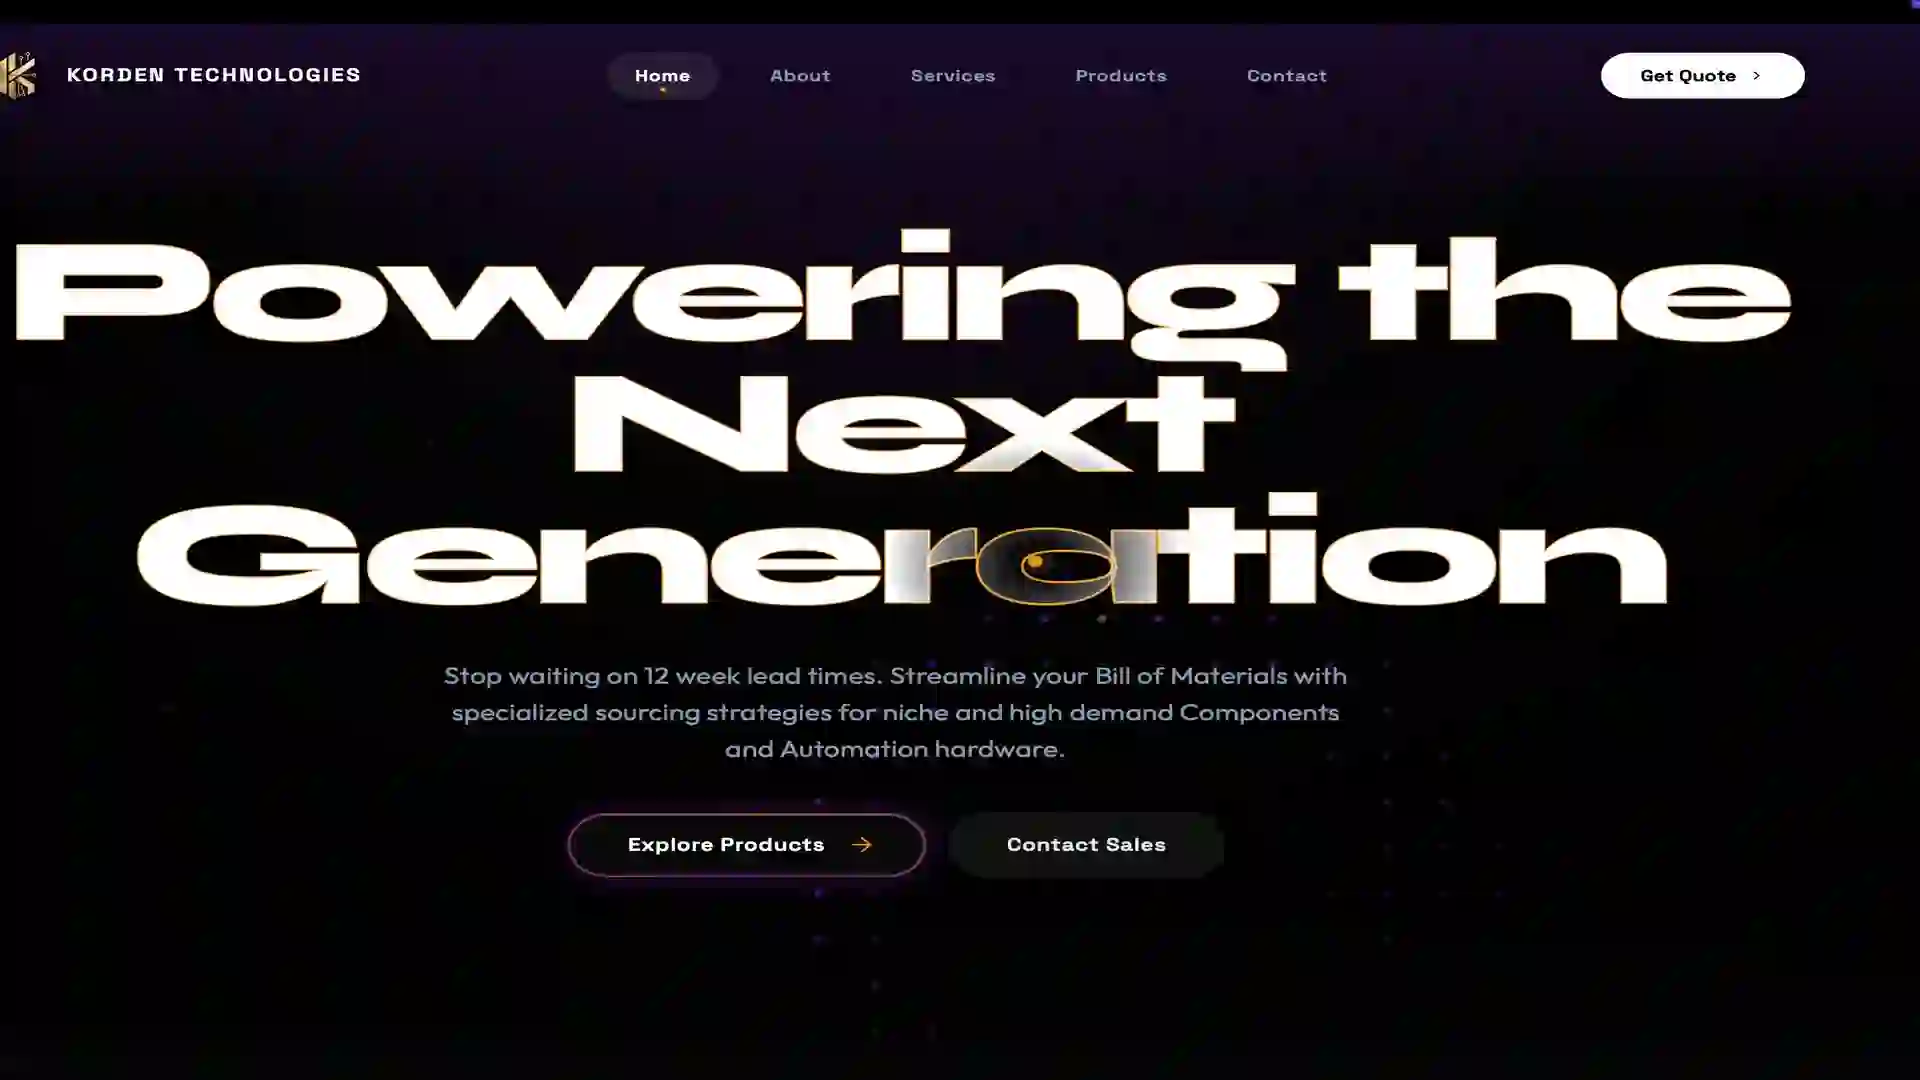 KORDEN TECHNOLOGIES
Home
About
Services
Products
Contact
Get Quote
Powering the
Next
Generation
Stop waiting on 12 week lead times. Streamline your Bill of Materials with
specialized sourcing strategies for niche and high demand Components
and Automation hardware.
Explore Products
Contact Sales